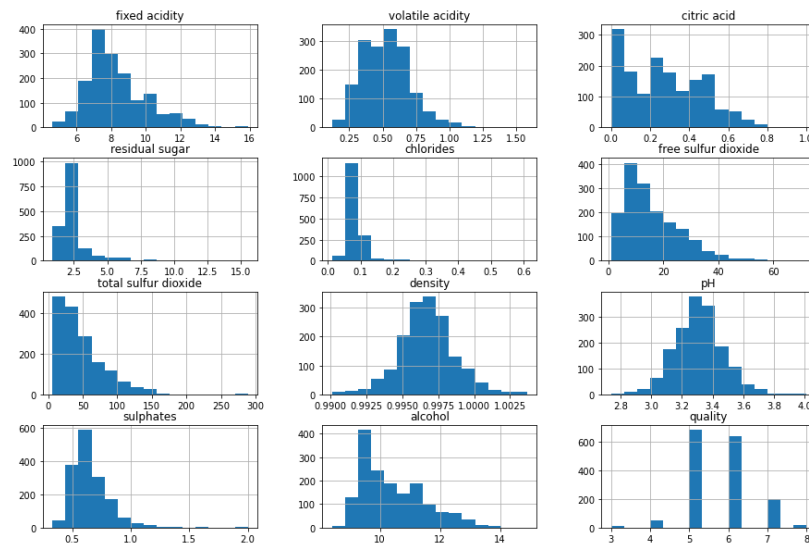 fixed acidity volatile acidity citric acid
400 300 200 100 0
300 200 100 0
300 200 100 0
6 8 10 12 14 16
0.25 0.50 0.75 1.00 1.25 1.50
0.0 0.2 0.4 0.6 0.8
residual sugar chlorides free sulfur dioxide
1000 750 500 250 0
1000 750 500 250 0
400 300 200 100 0
2.5 5.0 7.5 10.0 12.5 15.0
0.0 0.1 0.2 0.3 0.4 0.5 0.6
0 20 40 60
total sulfur dioxide density pH
400 200 0
300 200 100 0
300 200 100 0
0 50 100 150 200 250 300
0.9900 0.9925 0.9950 0.9975 1.0000 1.0025
2.8 3.0 3.2 3.4 3.6 3.8 4.0
sulphates alcohol quality
600 400 200 0
400 300 200 100 0
600 400 200 0
0.5 1.0 1.5 2.0
10 12 14
3 4 5 6 7 8